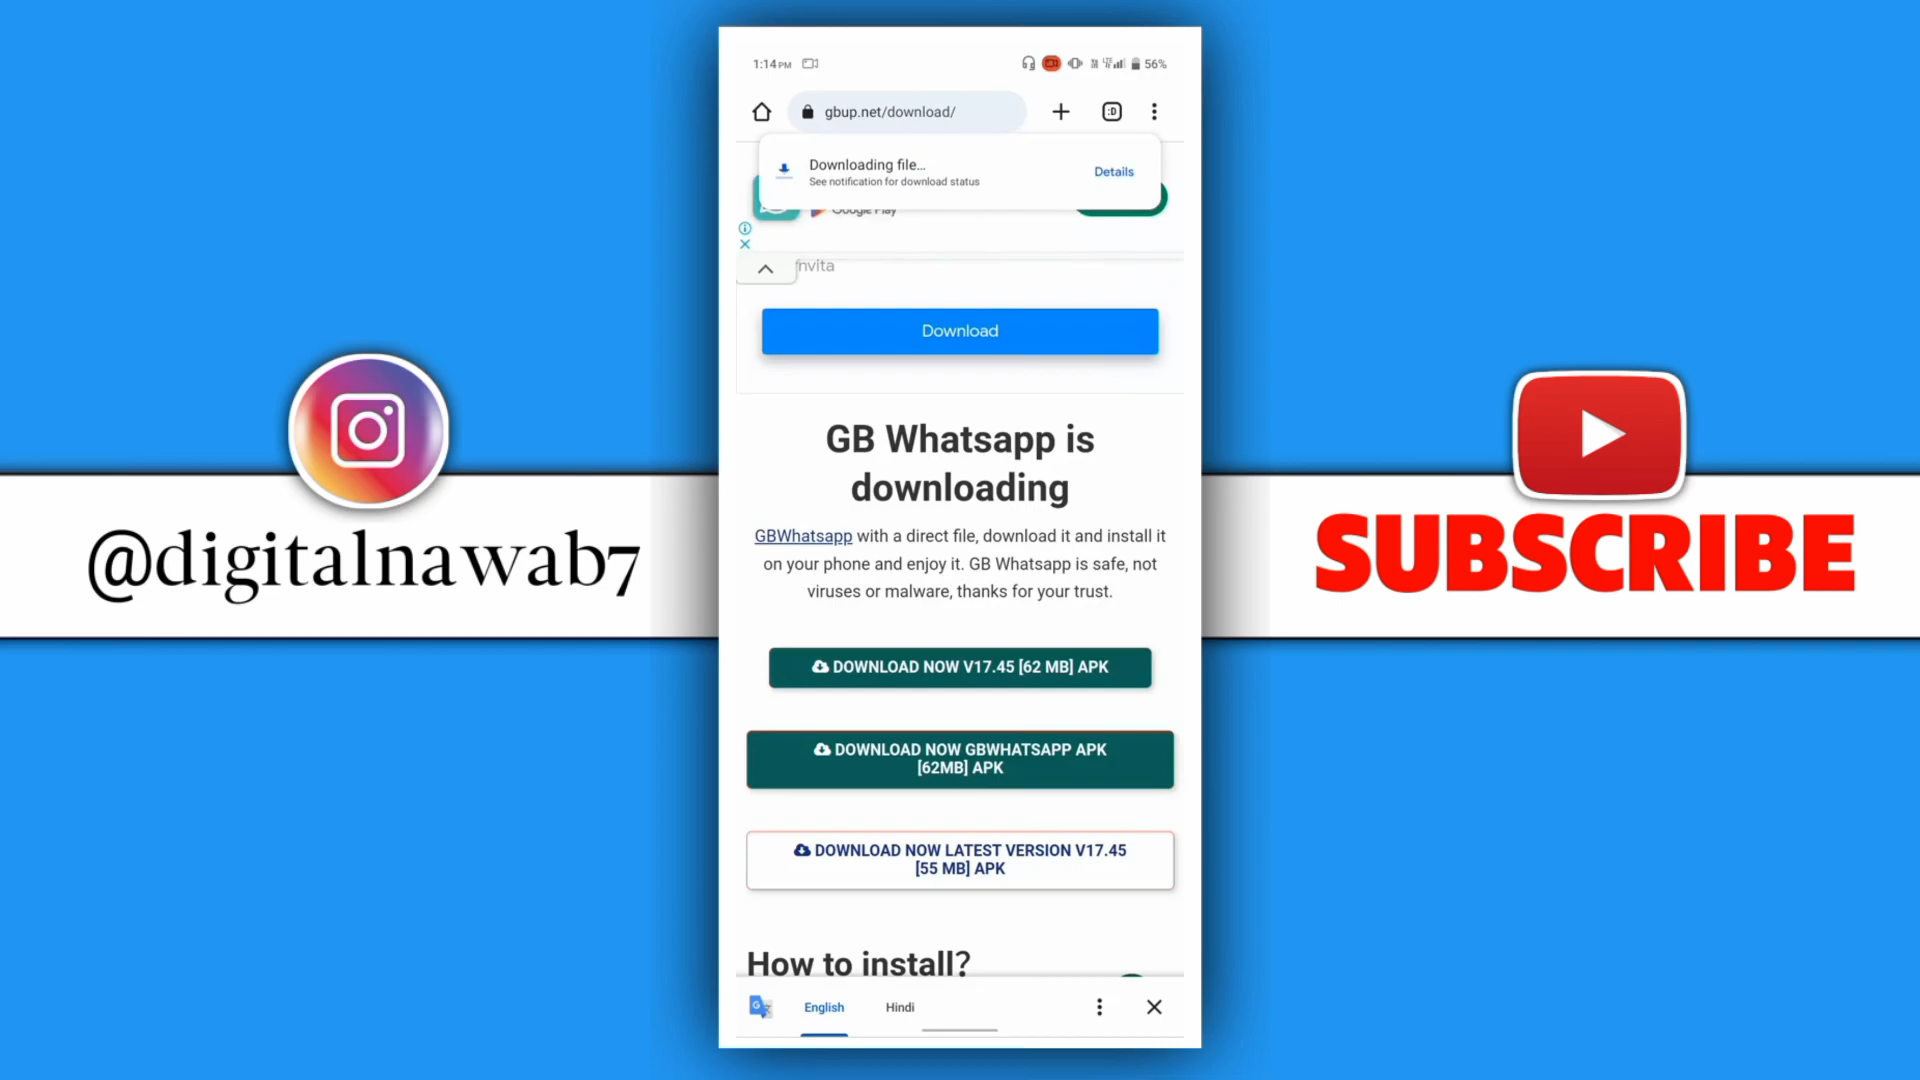 1:14 PM
56%
gbup.net/download/
:D
Downloading file...
See notification for download status
Details
Google Play
nvita
Download
GB Whatsapp is
downloading
GBWhatsapp with a direct file, download it and install it
on your phone and enjoy it. GB Whatsapp is safe, not
viruses or malware, thanks for your trust.
DOWNLOAD NOW V17.45 [62 MB] APK
DOWNLOAD NOW GBWHATSAPP APK
[62MB] APK
DOWNLOAD NOW LATEST VERSION V17.45
[55 MB] APK
How to install?
English
Hindi
@digitalnawab7
SUBSCRIBE